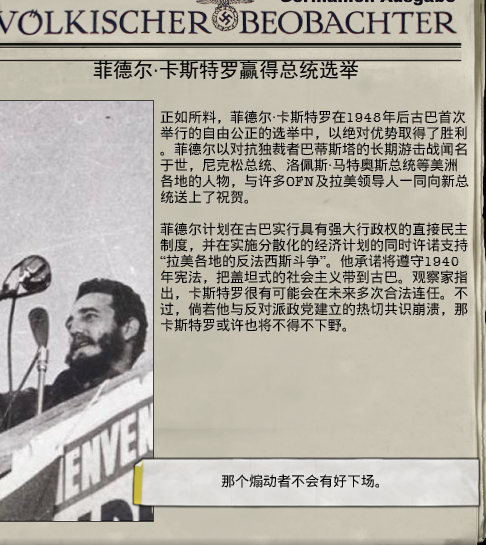 Germanien Ausgabe
VÖLKISCHER BEOBACHTER
菲德尔·卡斯特罗赢得总统选举
正如所料，菲德尔·卡斯特罗在1948年后古巴首次
举行的自由公正的选举中，以绝对优势取得了胜利
。菲德尔以对抗独裁者巴蒂斯塔的长期游击战闻名
于世，尼克松总统、洛佩斯·马特奥斯总统等美洲
各地的人物，与许多OFN及拉美领导人一同向新总
统送上了祝贺。
菲德尔计划在古巴实行具有强大行政权的直接民主
制度，并在实施分散化的经济计划的同时许诺支持
“拉美各地的反法西斯斗争”。他承诺将遵守1940
年宪法，把盖坦式的社会主义带到古巴。观察家指
出，卡斯特罗很有可能会在未来多次合法连任。不
过，倘若他与反对派政党建立的热切共识崩溃，那
卡斯特罗或许也将不得不下野。
ENVEN
那个煽动者不会有好下场。